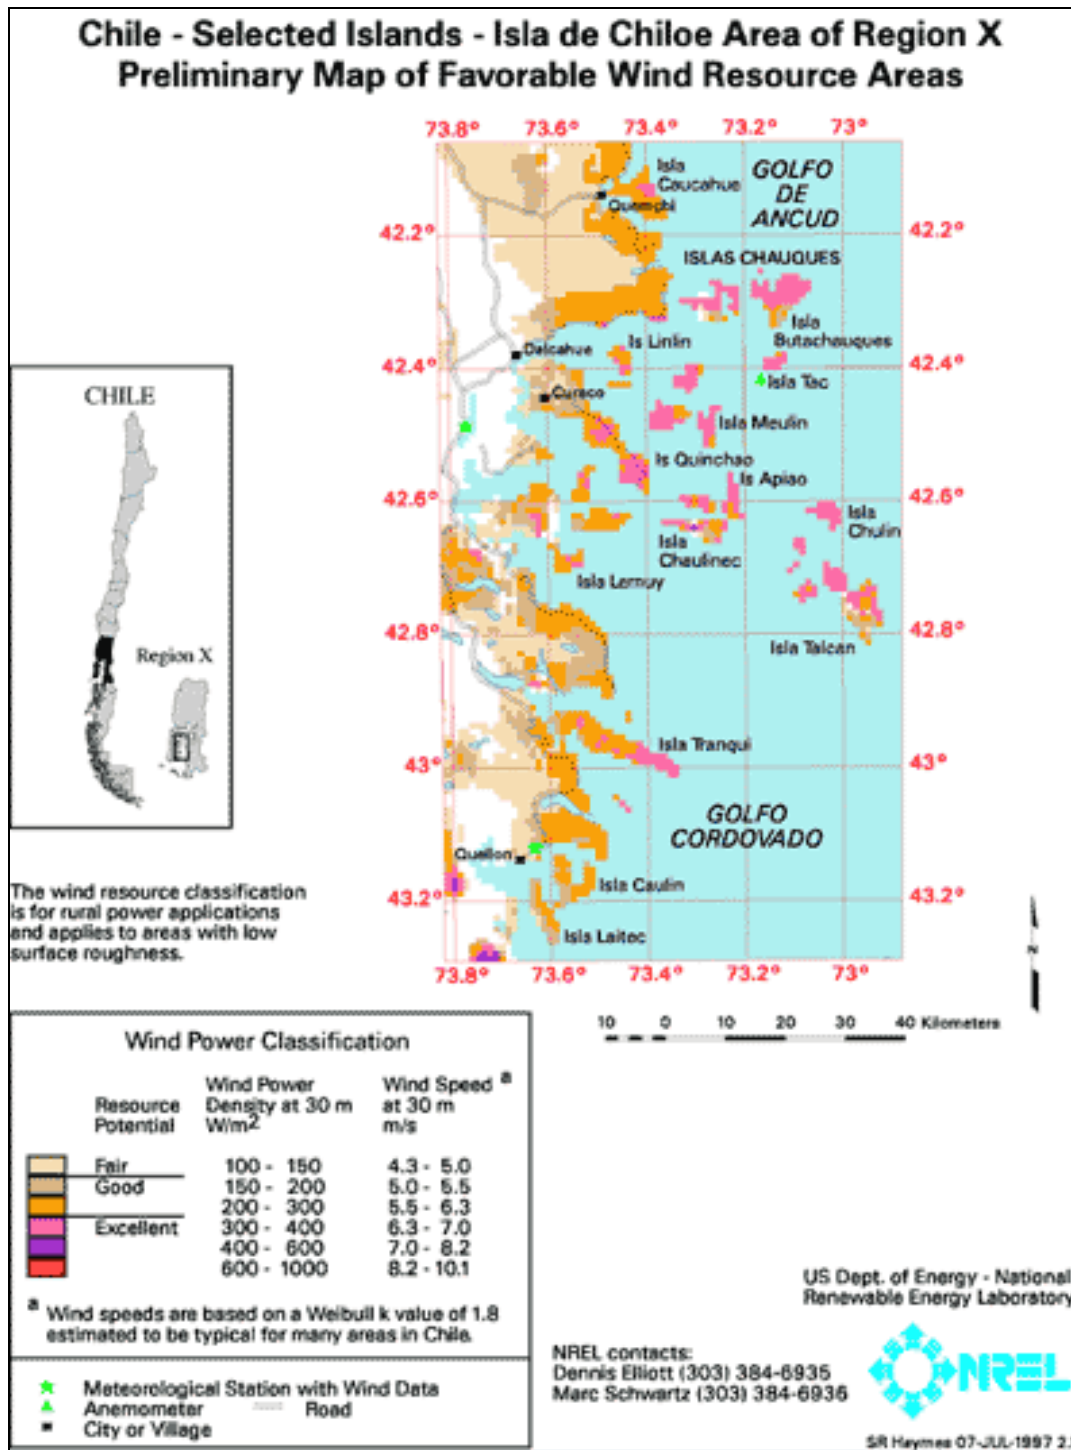 Chile - Selected Islands - Isla de Chiloe Area of Region X
Preliminary Map of Favorable Wind Resource Areas
73.8° 73.6° 73.4° 73.2° 73°
Isla
Caucahue
GOLFO
DE
ANCUD
Quemchi
42.2° 42.2°
ISLAS CHAUQUES
Isla
Butachauques
Is Linlin
Dalcahue
42.4° 42.4°
Isla Tac
Curaco
Isla Meulin
Is Quinchao
Is Apiao
42.6° 42.6°
Isla
Chulin
Isla
Chaulinec
Isla Lemuy
42.8° 42.8°
Isla Talcan
Isla Tranqui
43° 43°
GOLFO
CORDOVADO
Quellon
Isla Caulin
43.2° 43.2°
Isla Laitec
73.8° 73.6° 73.4° 73.2° 73°
CHILE
Region X
The wind resource classification
is for rural power applications
and applies to areas with low
surface roughness.
N
10 0 10 20 30 40 Kilometers
Wind Power Classification
Resource
Potential
Wind Power
Density at 30 m
W/m2
Wind Speed a
at 30 m
m/s
Fair 100 - 150 4.3 - 5.0
Good 150 - 200 5.0 - 5.5
200 - 300 5.5 - 6.3
Excellent 300 - 400 6.3 - 7.0
400 - 600 7.0 - 8.2
600 - 1000 8.2 - 10.1
a Wind speeds are based on a Weibull k value of 1.8
estimated to be typical for many areas in Chile.
Meteorological Station with Wind Data
Anemometer Road
City or Village
US Dept. of Energy - National
Renewable Energy Laboratory
NREL contacts:
Dennis Elliott (303) 384-6935
Marc Schwartz (303) 384-6936
NREL
SR Haymes 07-JUL-1997 2